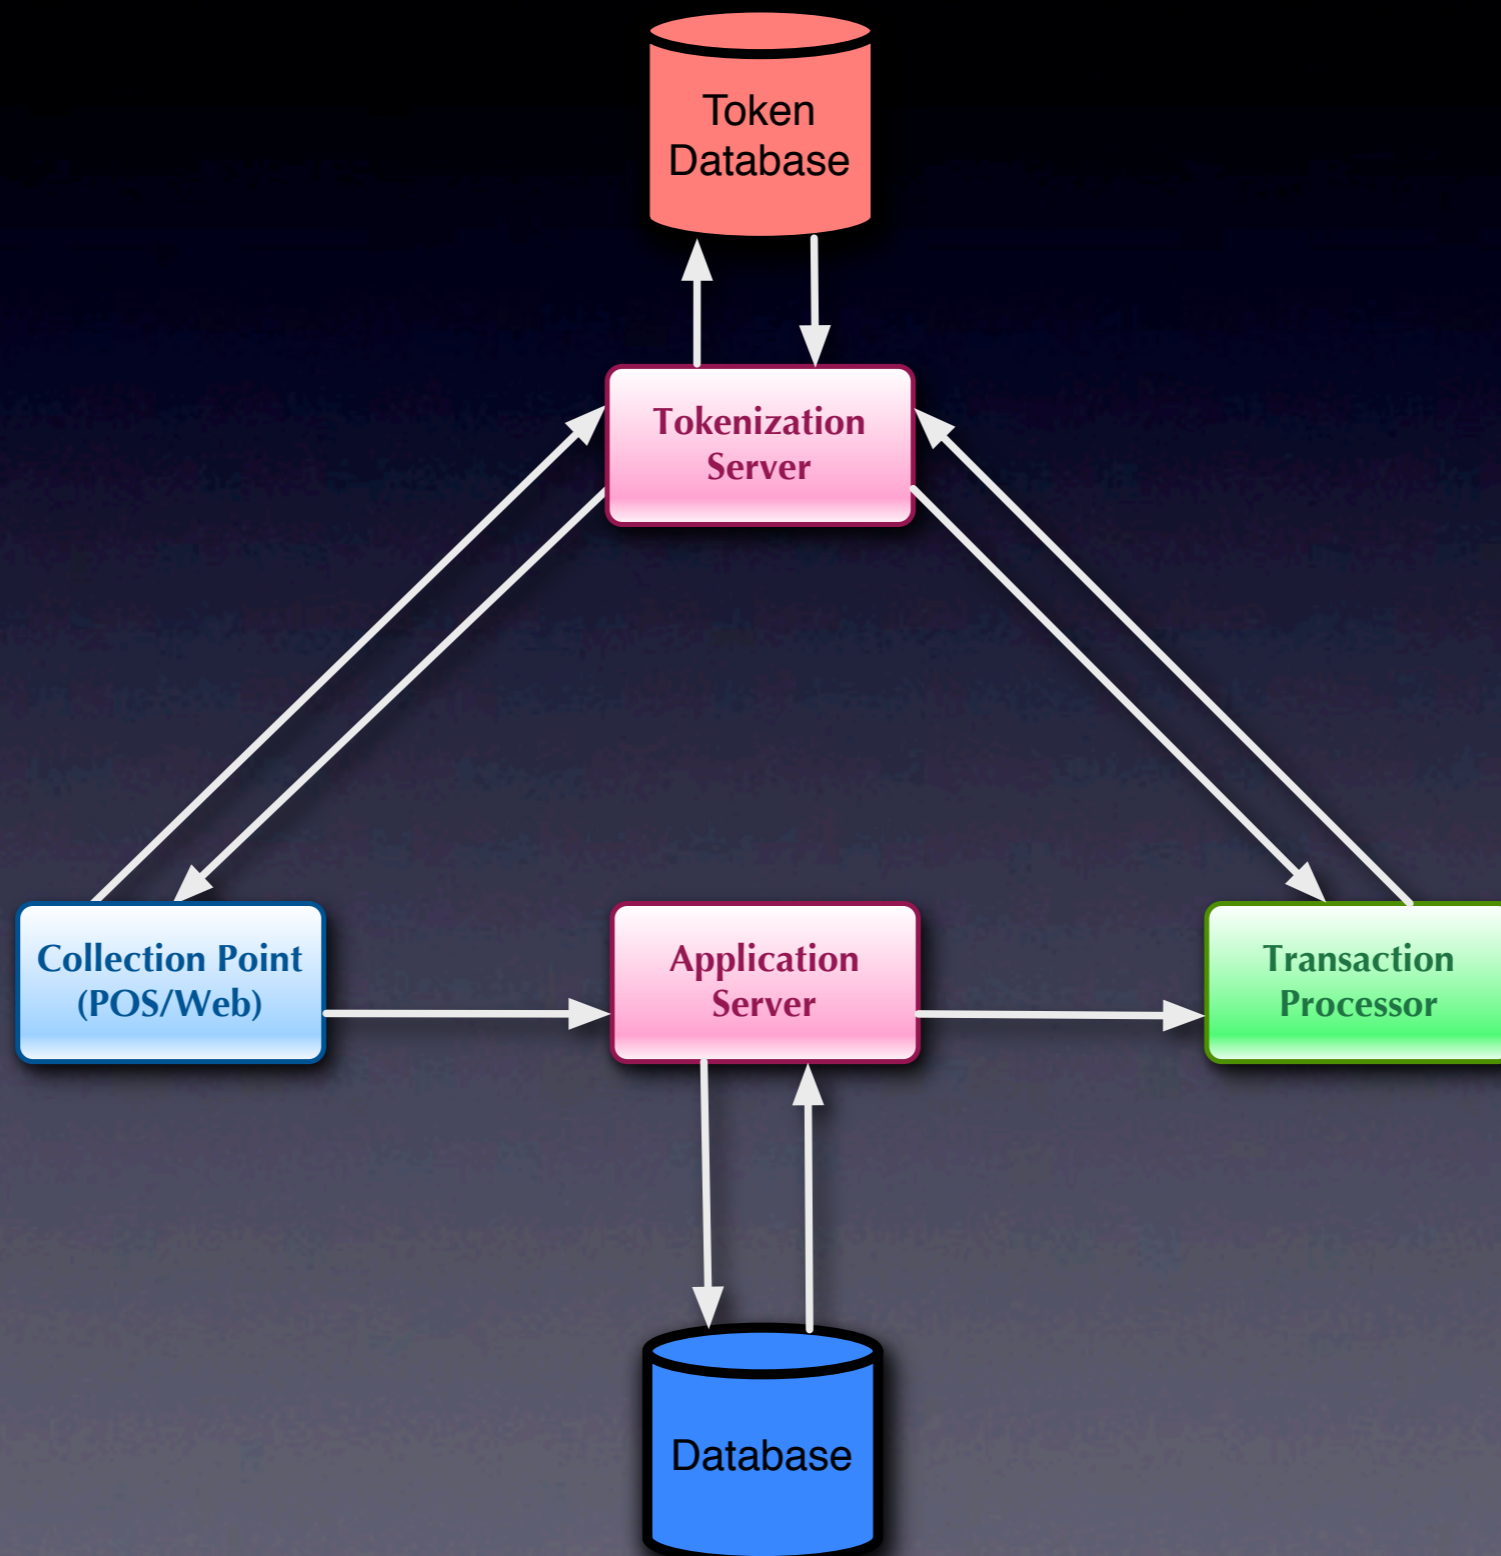 Token
Database
Tokenization
Server
Collection Point
(POS/Web)
Application
Server
Transaction
Processor
Database